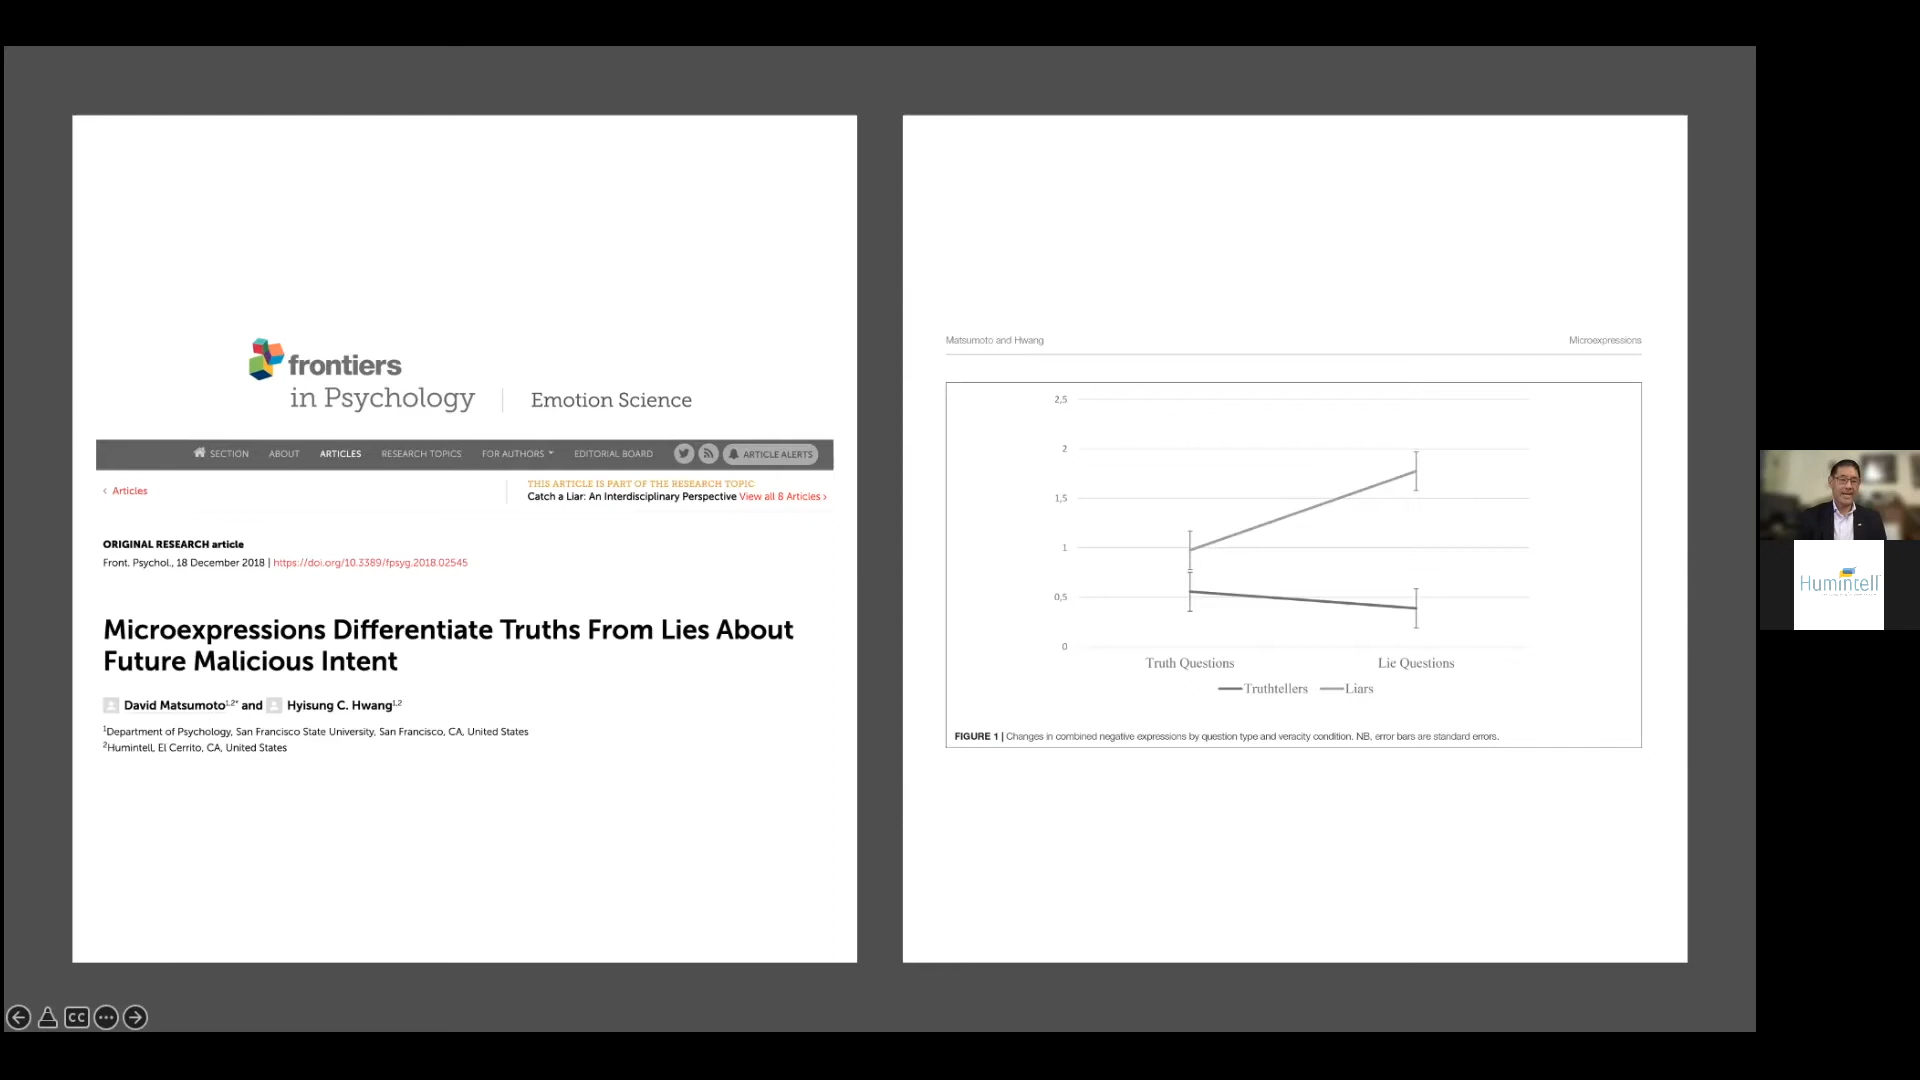 frontiers
in Psychology
Emotion Science
SECTION ABOUT ARTICLES RESEARCH TOPICS FOR AUTHORS EDITORIAL BOARD ARTICLE ALERTS
‹ Articles
THIS ARTICLE IS PART OF THE RESEARCH TOPIC
Catch a Liar: An Interdisciplinary Perspective View all 8 Articles ›
ORIGINAL RESEARCH article
Front. Psychol., 18 December 2018 | https://doi.org/10.3389/fpsyg.2018.02545
Microexpressions Differentiate Truths From Lies About
Future Malicious Intent
David Matsumoto1,2* and Hyisung C. Hwang1,2
1Department of Psychology, San Francisco State University, San Francisco, CA, United States
2Humintell, El Cerrito, CA, United States
Matsumoto and Hwang
Microexpressions
2,5
2
1,5
1
0,5
0
Truth Questions
Lie Questions
Truthtellers Liars
FIGURE 1 | Changes in combined negative expressions by question type and veracity condition. NB, error bars are standard errors.
Humintell
CC